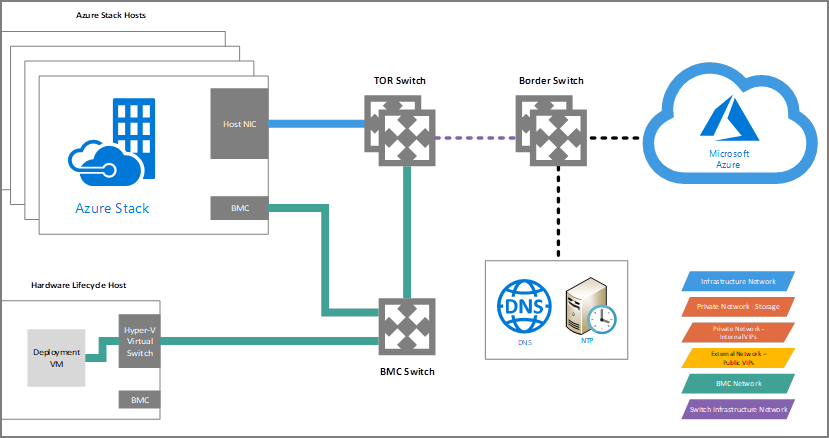 Azure Stack Hosts
TOR Switch
Border Switch
Host NIC
Microsoft
Azure
Azure Stack
BMC
Hardware Lifecycle Host
Hyper-V
Virtual
Switch
Deployment
VM
BMC
BMC Switch
DNS
DNS
NTP
Infrastructure Network
Private Network - Storage
Private Network -
Internal VIPs
External Network –
Public VIPs
BMC Network
Switch Infrastructure Network